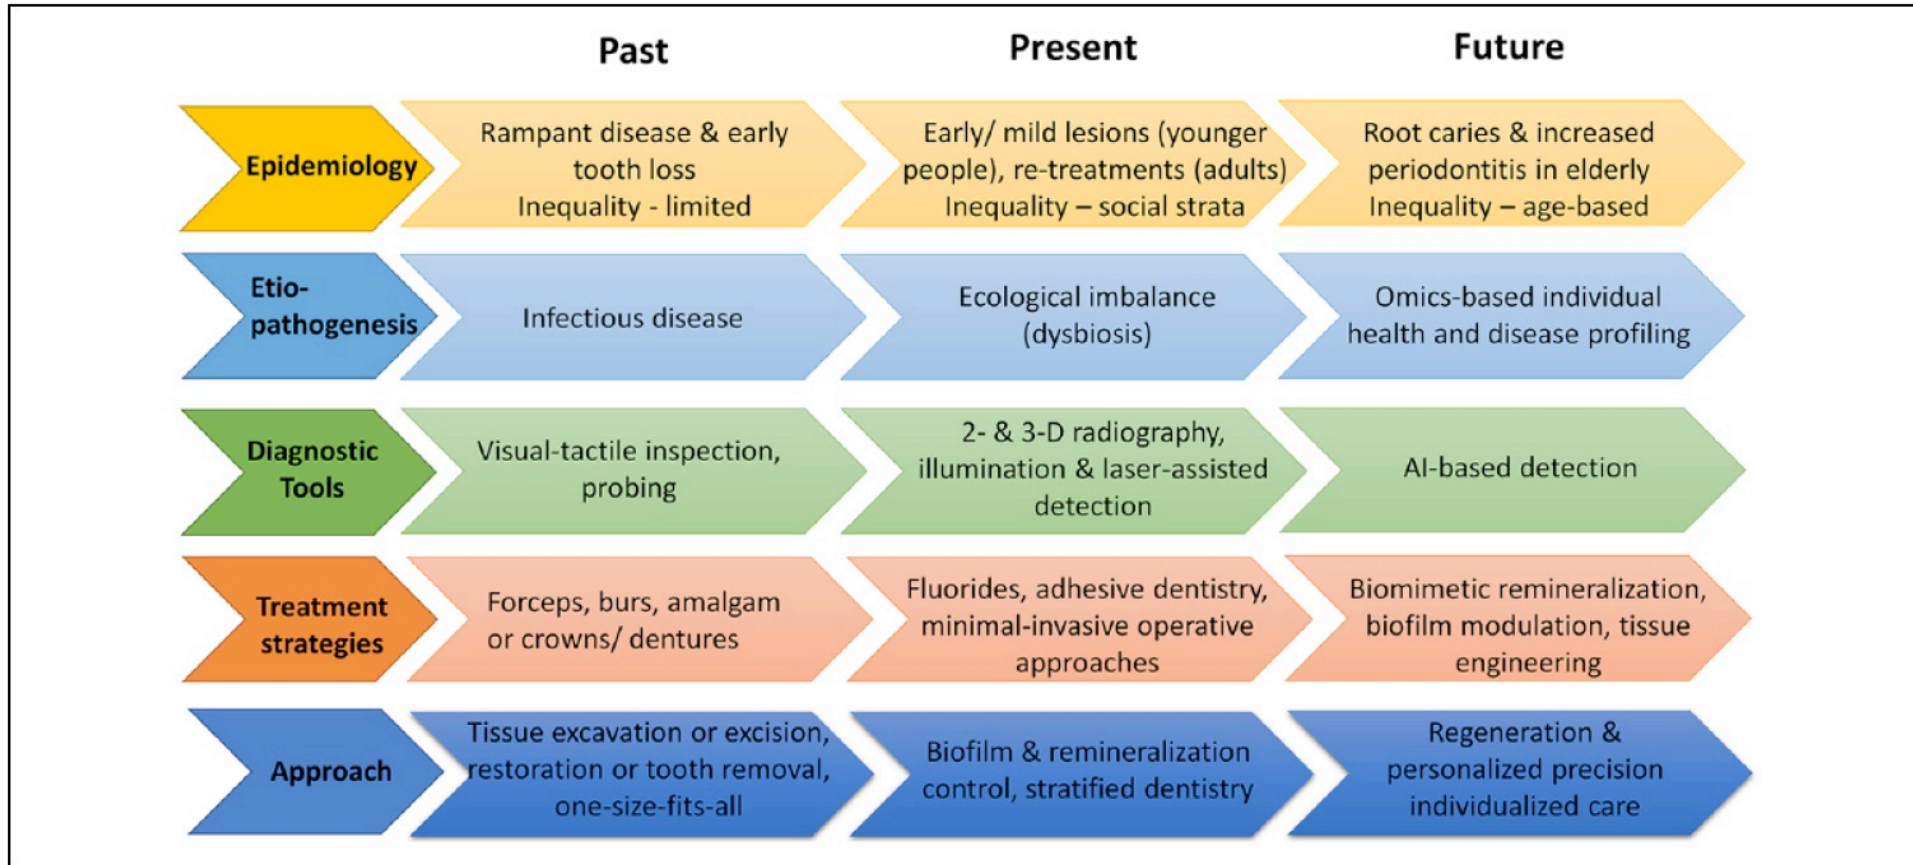 Past
Present
Future
Epidemiology
Rampant disease & early
tooth loss
Inequality - limited
Early/ mild lesions (younger
people), re-treatments (adults)
Inequality – social strata
Root caries & increased
periodontitis in elderly
Inequality – age-based
Etio-
pathogenesis
Infectious disease
Ecological imbalance
(dysbiosis)
Omics-based individual
health and disease profiling
Diagnostic
Tools
Visual-tactile inspection,
probing
2- & 3-D radiography,
illumination & laser-assisted
detection
AI-based detection
Treatment
strategies
Forceps, burs, amalgam
or crowns/ dentures
Fluorides, adhesive dentistry,
minimal-invasive operative
approaches
Biomimetic remineralization,
biofilm modulation, tissue
engineering
Approach
Tissue excavation or excision,
restoration or tooth removal,
one-size-fits-all
Biofilm & remineralization
control, stratified dentistry
Regeneration &
personalized precision
individualized care